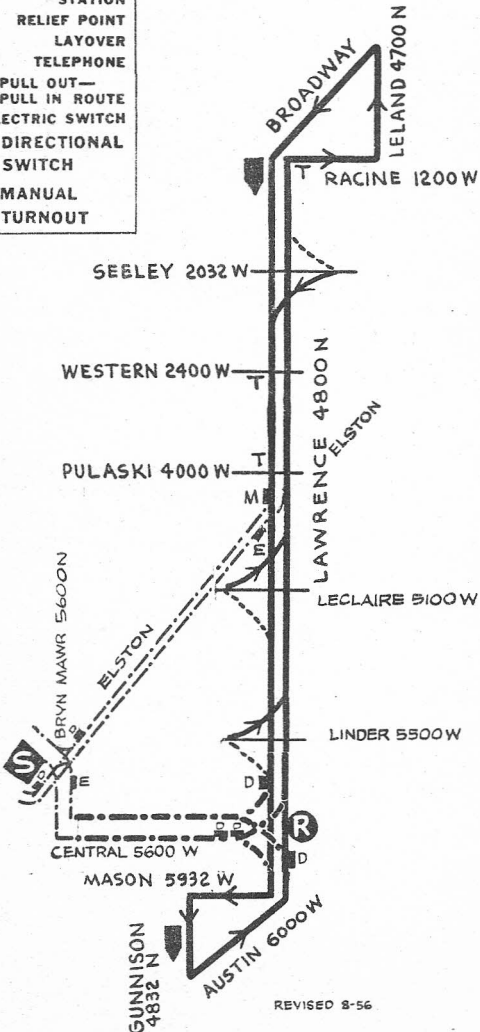 STATION
RELIEF POINT
LAYOVER
TELEPHONE
PULL OUT—
PULL IN ROUTE
ECTRIC SWITCH
DIRECTIONAL
SWITCH
MANUAL
TURNOUT
BROADWAY
LELAND 4700 N
T
RACINE 1200 W
SEELEY 2032 W
WESTERN 2400 W
T
LAWRENCE 4800 N
ELSTON
PULASKI 4000 W
T
M
E
LECLAIRE 5100 W
BRYN MAWR 5600N
ELSTON
LINDER 5500 W
S
D
D
E
D
R
D
D
D
CENTRAL 5600 W
MASON 5932 W
GUNNISON
4832 N
AUSTIN 6000 W
REVISED 8-56